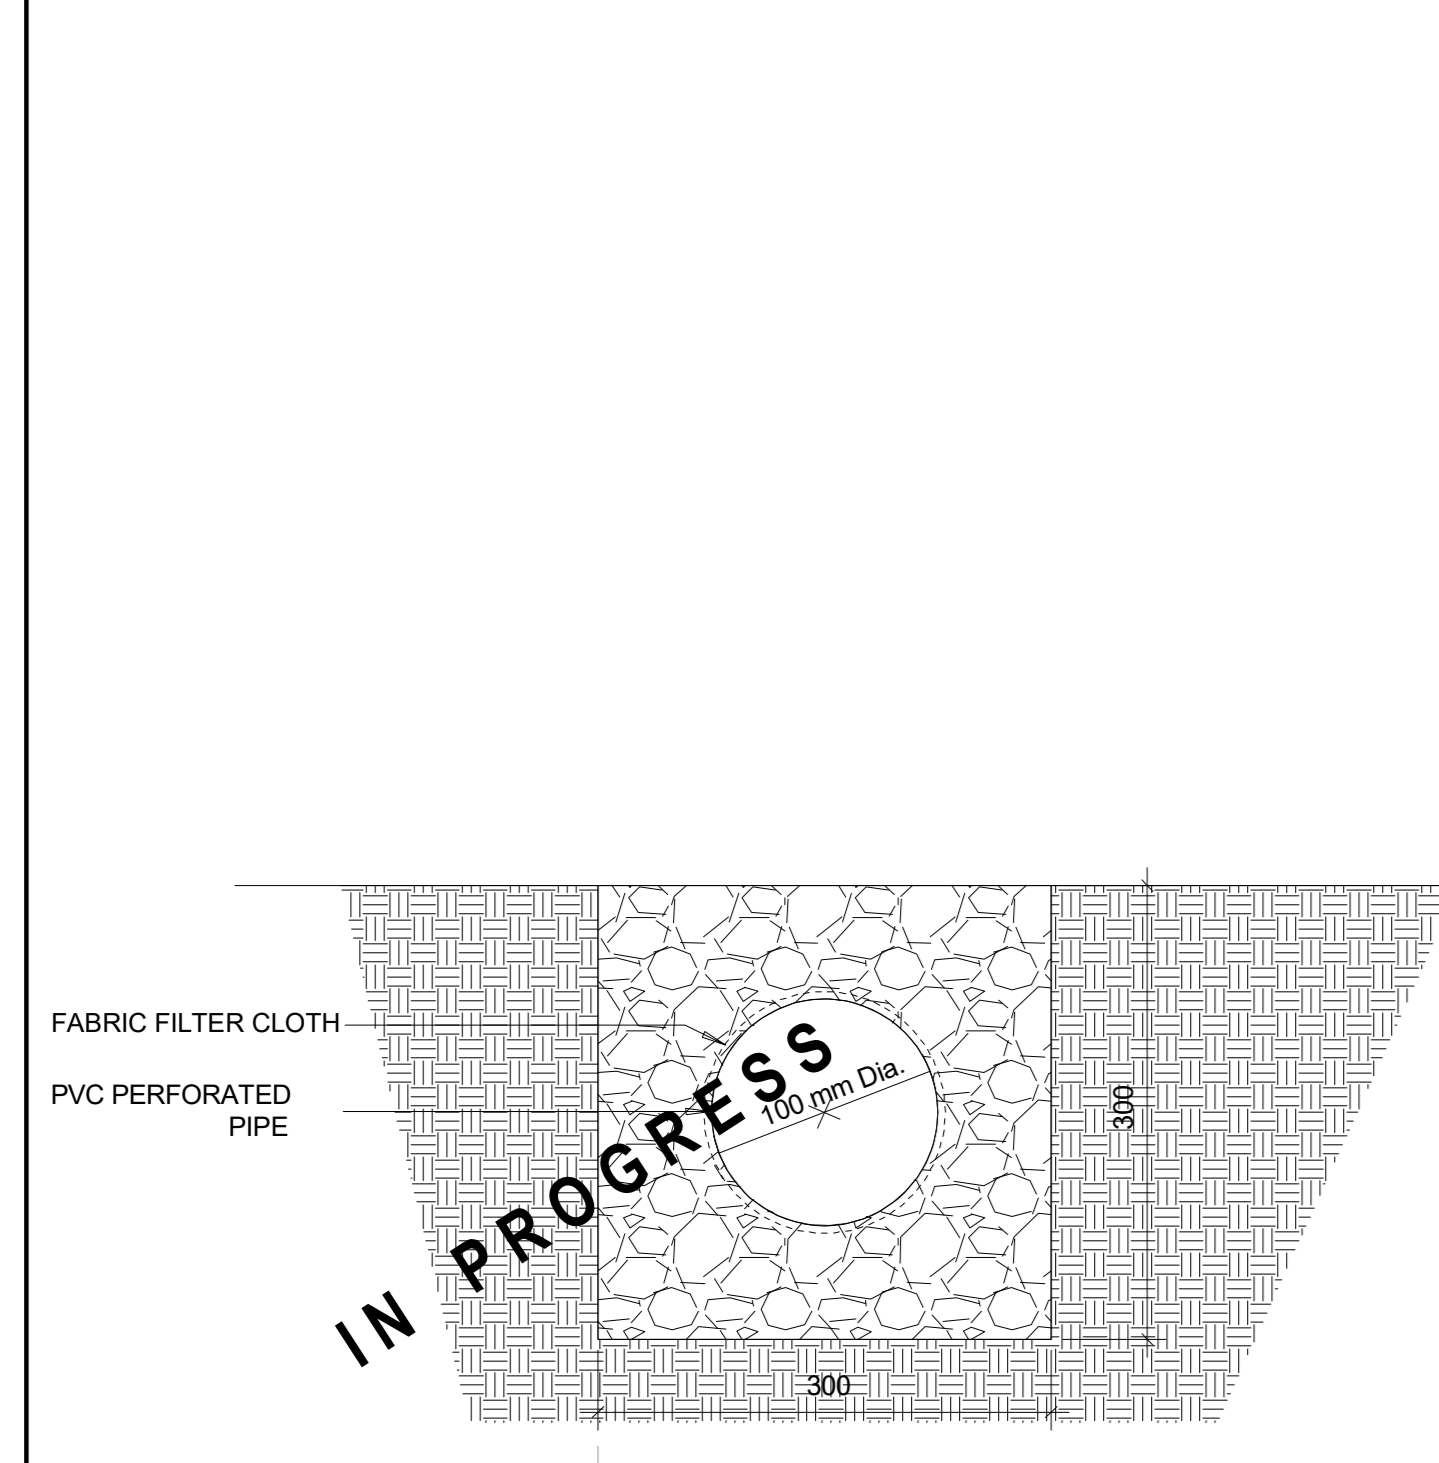 FABRIC FILTER CLOTH
PVC PERFORATED
PIPE
100 mm Dia.
300
300
IN PROGRESS